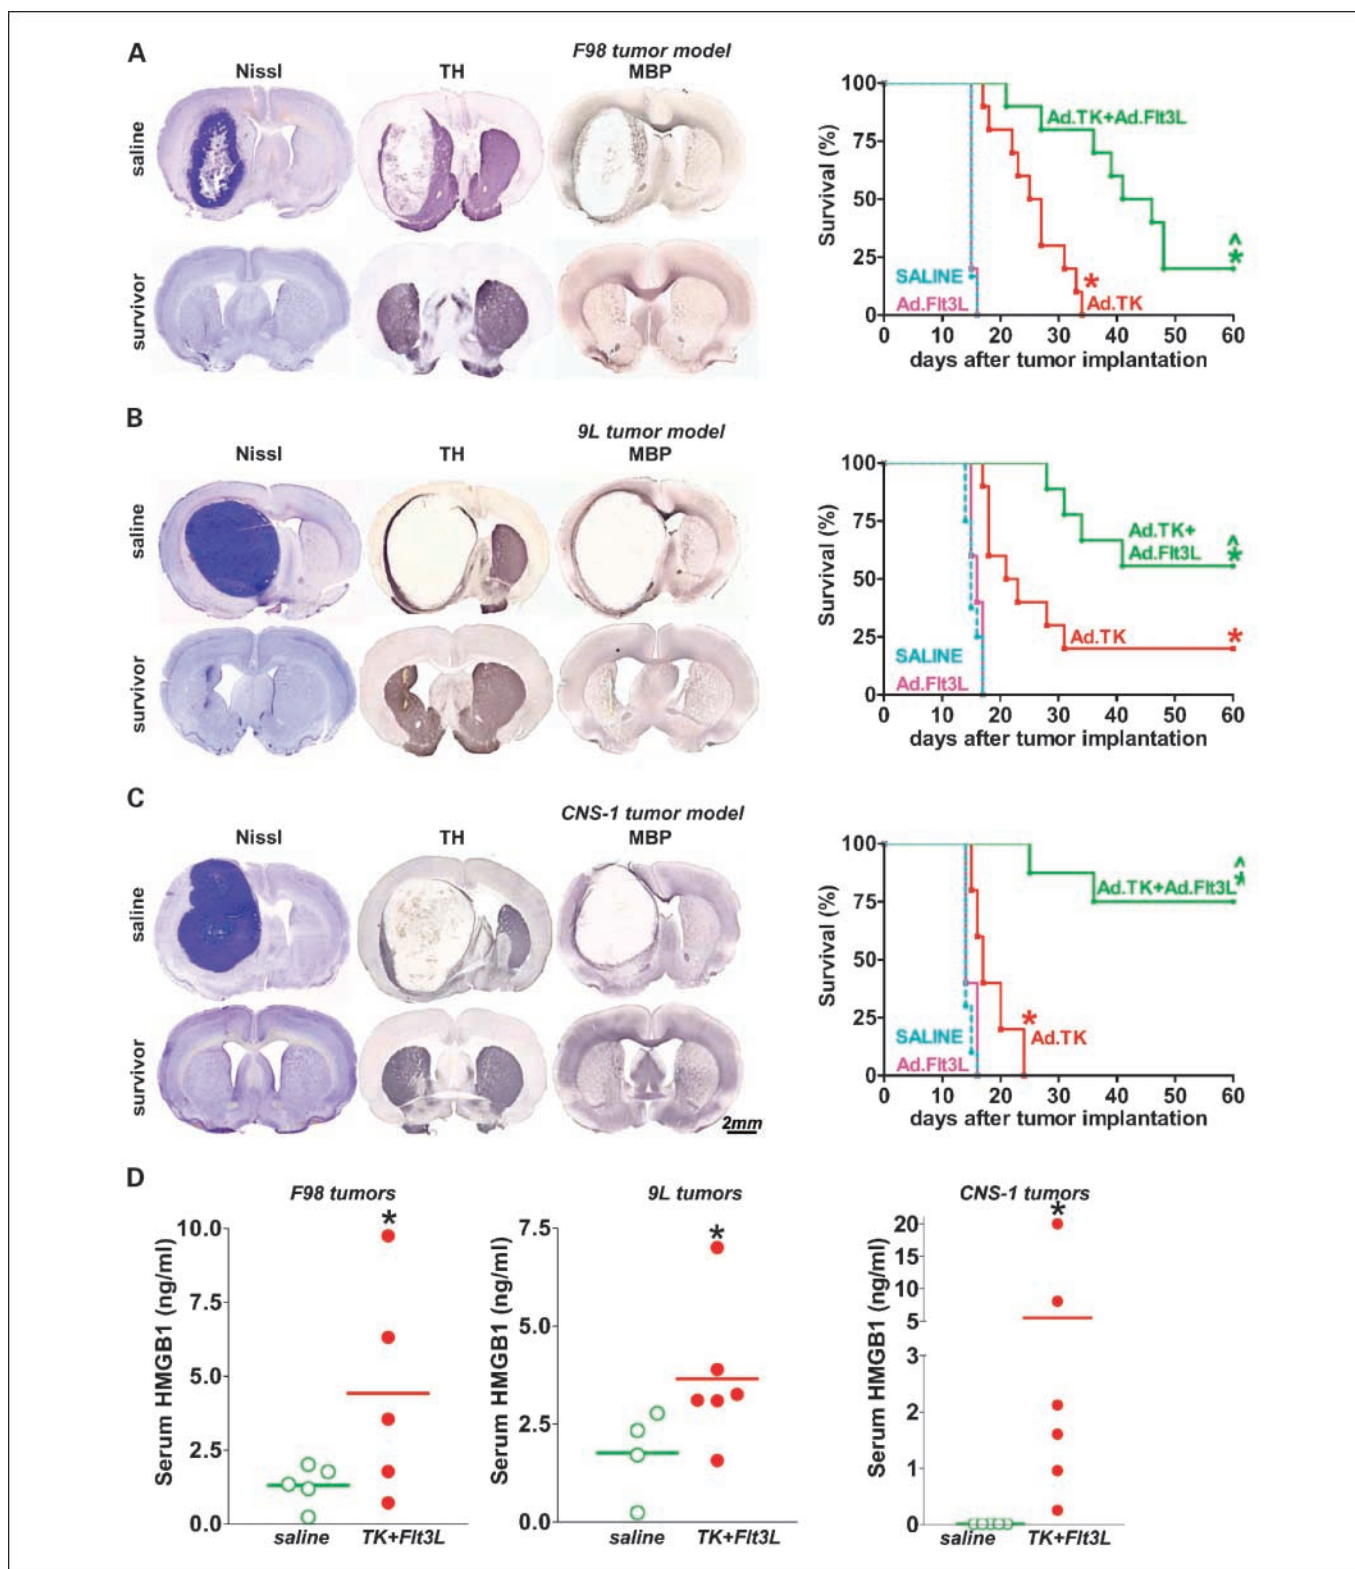 A
F98 tumor model
Nissl TH MBP
saline
survivor
Survival (%)
100
75
50
25
0
Ad.TK+Ad.Flt3L
^
*
SALINE
Ad.Flt3L
*
Ad.TK
0 10 20 30 40 50 60
days after tumor implantation
B
9L tumor model
Nissl TH MBP
saline
survivor
Survival (%)
100
75
50
25
0
Ad.TK+
Ad.Flt3L
^
*
SALINE
Ad.Flt3L
Ad.TK
*
0 10 20 30 40 50 60
days after tumor implantation
C
CNS-1 tumor model
Nissl TH MBP
saline
survivor
2mm
Survival (%)
100
75
50
25
0
^
Ad.TK+Ad.Flt3L*
SALINE
Ad.Flt3L
*
Ad.TK
0 10 20 30 40 50 60
days after tumor implantation
D
F98 tumors
*
Serum HMGB1 (ng/ml)
10.0
7.5
5.0
2.5
0.0
saline TK+Flt3L
9L tumors
*
Serum HMGB1 (ng/ml)
7.5
5.0
2.5
0.0
saline TK+Flt3L
CNS-1 tumors
*
Serum HMGB1 (ng/ml)
20
15
10
5
3
2
1
0
saline TK+Flt3L